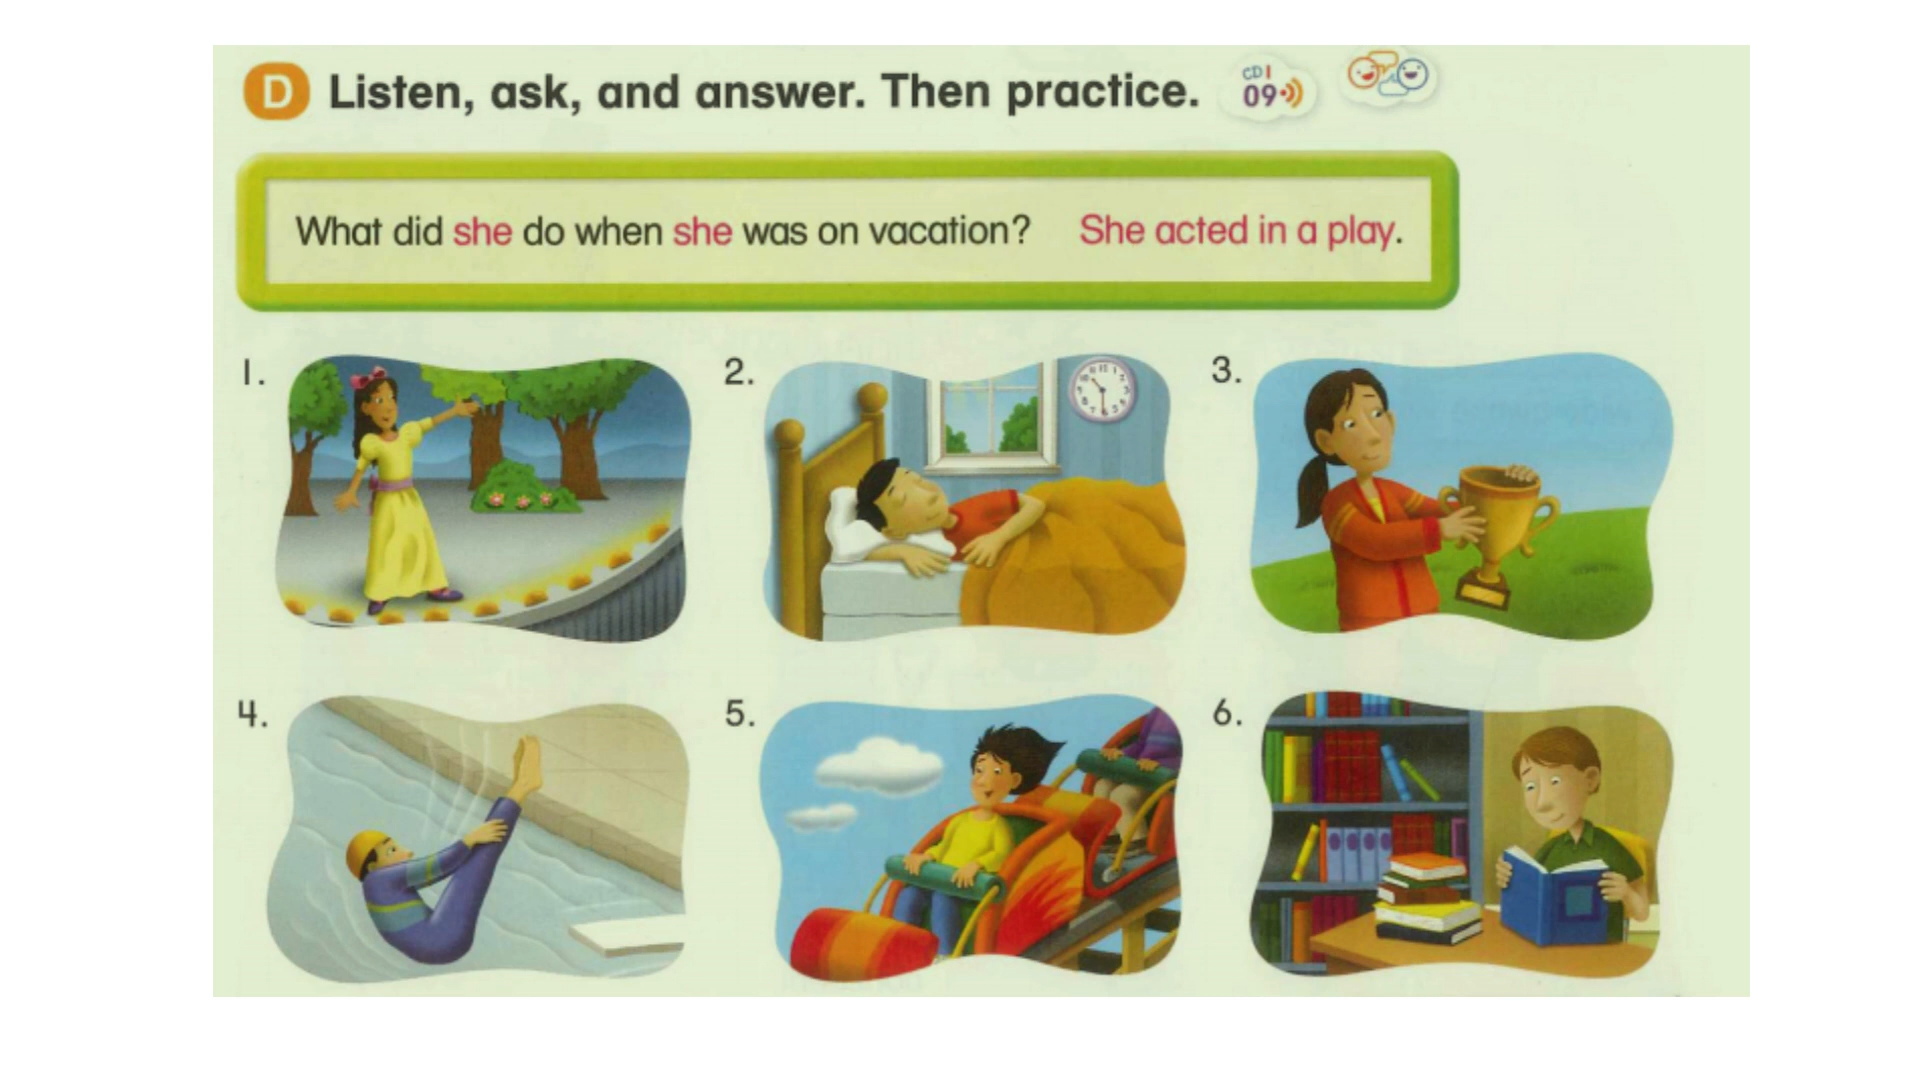 D Listen, ask, and answer. Then practice. CD1 09
What did she do when she was on vacation? She acted in a play.
1. 2. 3.
4. 5. 6.